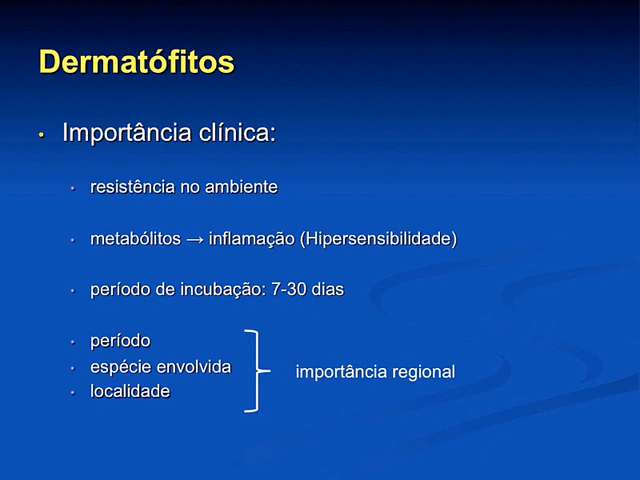 Dermatófitos
• Importância clínica:
• resistência no ambiente
• metabólitos → inflamação (Hipersensibilidade)
• período de incubação: 7-30 dias
• período
• espécie envolvida
• localidade
importância regional